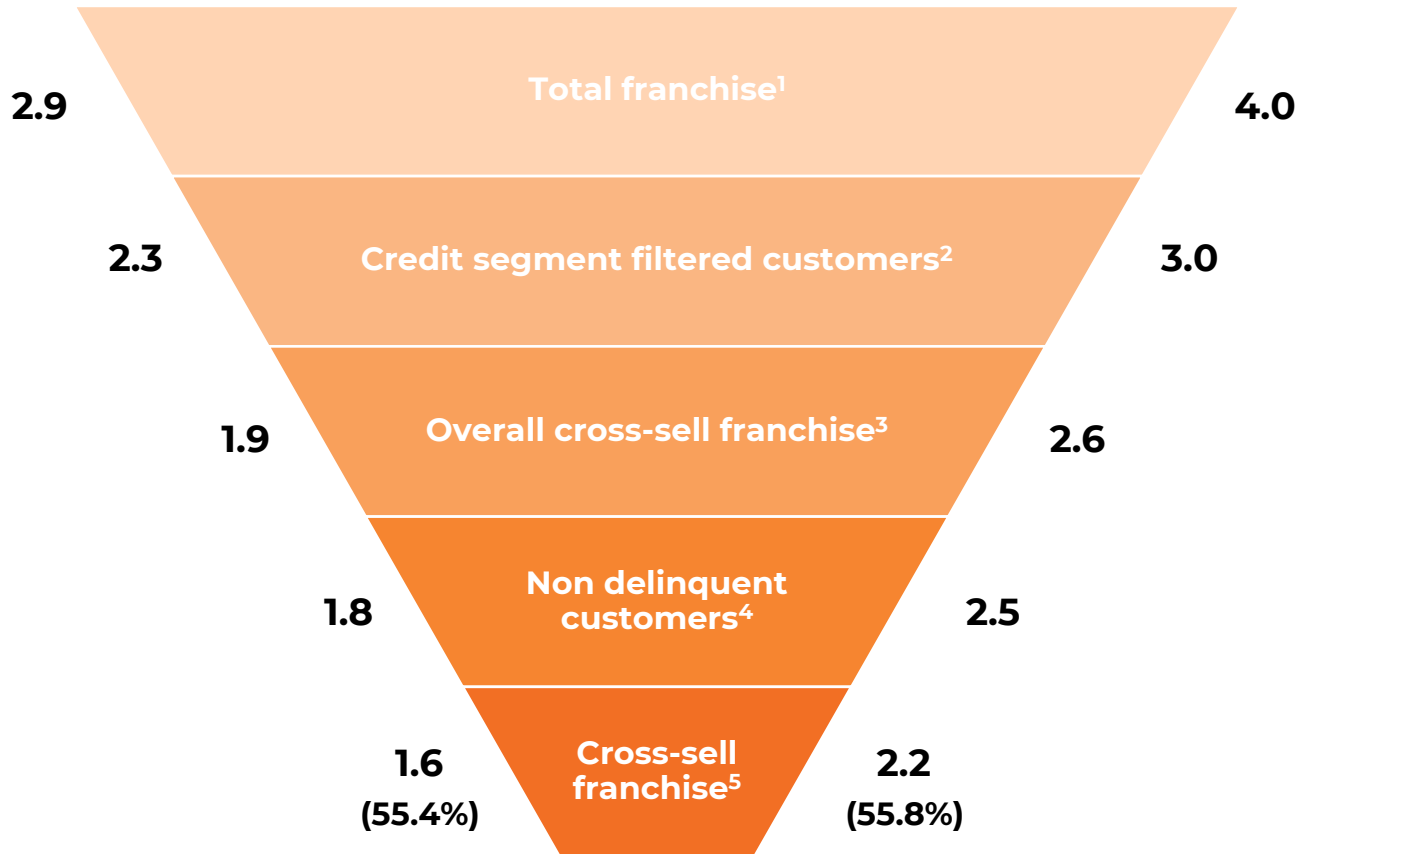 Total franchise¹
2.9
4.0
Credit segment filtered customers²
2.3
3.0
Overall cross-sell franchise³
1.9
2.6
Non delinquent
customers⁴
1.8
2.5
Cross-sell
franchise⁵
1.6
2.2
(55.4%)
(55.8%)